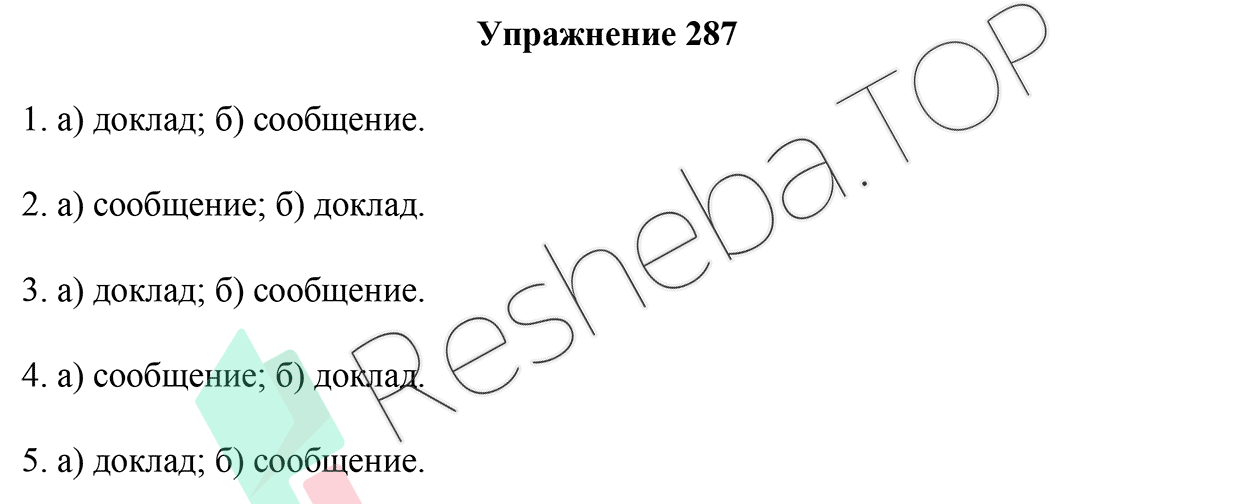 Упражнение 287
1. а) доклад; б) сообщение.
2. а) сообщение; б) доклад.
3. а) доклад; б) сообщение.
4. а) сообщение; б) доклад.
5. а) доклад; б) сообщение.
Resheba.TOP